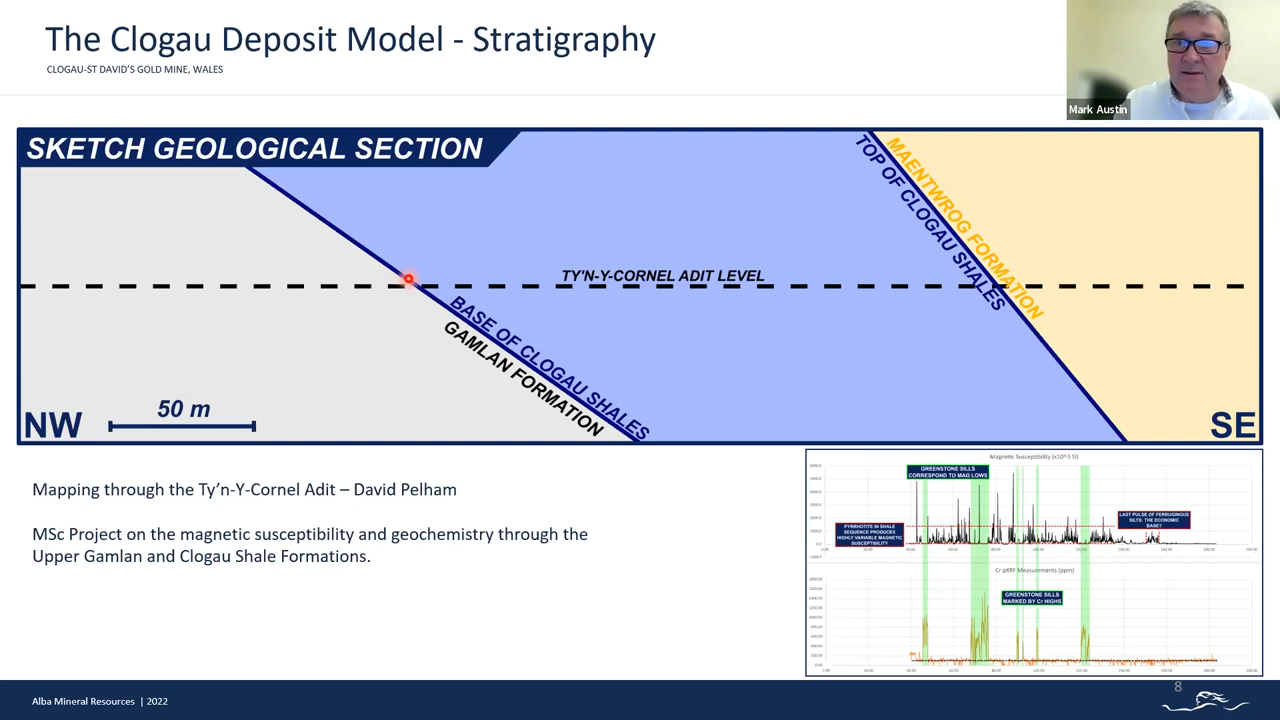 The Clogau Deposit Model - Stratigraphy
CLOGAU-ST DAVID'S GOLD MINE, WALES
Mark Austin
SKETCH GEOLOGICAL SECTION
TOP OF CLOGAU SHALES
MAENTWROG FORMATION
TY'N-Y-CORNEL ADIT LEVEL
BASE OF CLOGAU SHALES
GAMLAN FORMATION
50 m
NW
SE
Mapping through the Ty'n-Y-Cornel Adit – David Pelham
MSc Project on the magnetic susceptibility and geochemistry through the
Upper Gamlan and Clogau Shale Formations.
Magnetic Susceptibility (x10^5 SI)
GREENSTONE SILLS
CORRESPOND TO MAG LOWS
PYRRHOTITE IN SHALE
SEQUENCE PRODUCES
HIGHLY VARIABLE MAGNETIC
SUSCEPTIBILITY
LAST PULSE OF FERRUGINOUS
SILTS: THE ECONOMIC
BASE?
Cr pXRF Measurements (ppm)
GREENSTONE SILLS
MARKED BY Cr HIGHS
Alba Mineral Resources | 2022
8